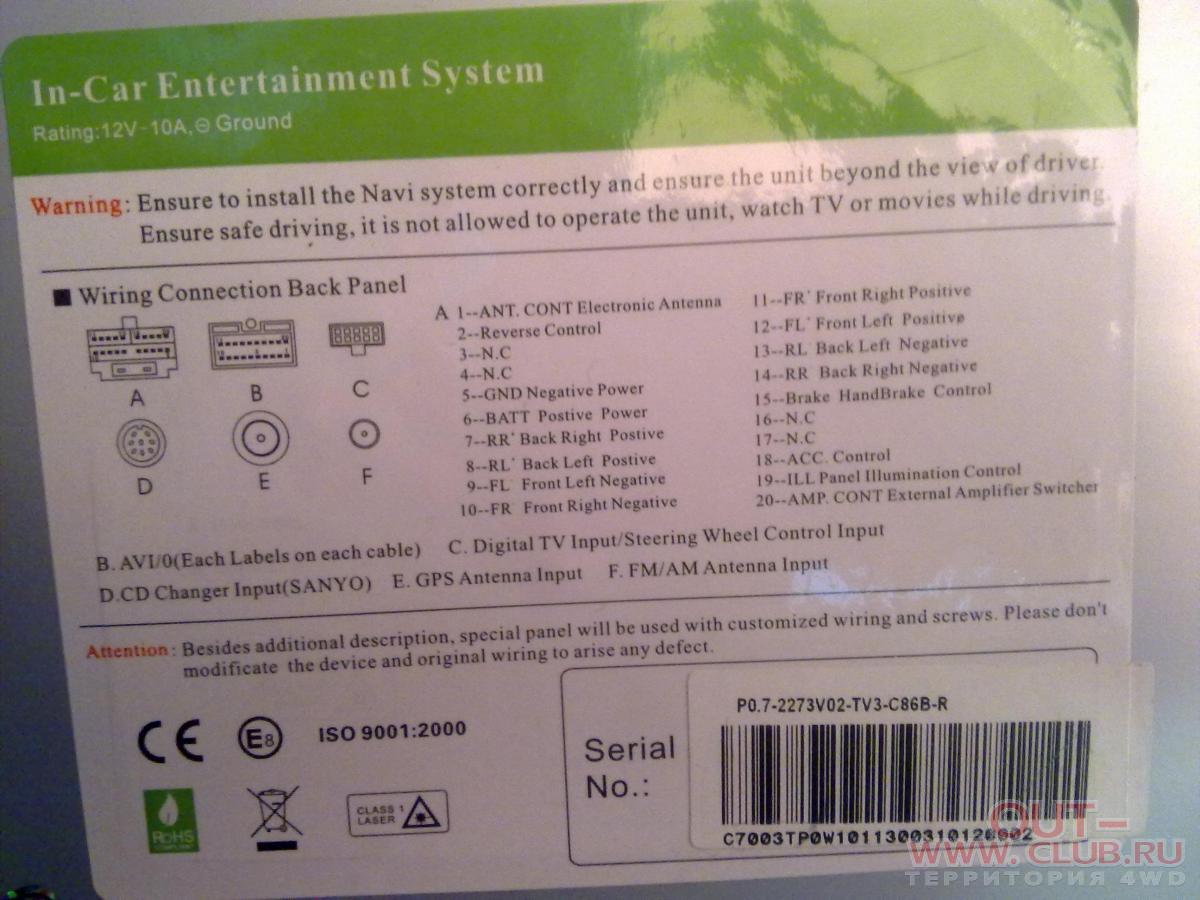 In-Car Entertainment System
Rating:12V - 10A, ⊖ Ground
Warning: Ensure to install the Navi system correctly and ensure the unit beyond the view of driver.
Ensure safe driving, it is not allowed to operate the unit, watch TV or movies while driving.
■ Wiring Connection Back Panel
A
B
C
D
E
F
A 1--ANT. CONT Electronic Antenna
2--Reverse Control
3--N.C
4--N.C
5--GND Negative Power
6--BATT Postive Power
7--RR+ Back Right Postive
8--RL+ Back Left Postive
9--FL- Front Left Negative
10--FR- Front Right Negative
11--FR+ Front Right Positive
12--FL+ Front Left Positive
13--RL Back Left Negative
14--RR Back Right Negative
15--Brake HandBrake Control
16--N.C
17--N.C
18--ACC. Control
19--ILL Panel Illumination Control
20--AMP. CONT External Amplifier Switcher
B. AVI/0(Each Labels on each cable) C. Digital TV Input/Steering Wheel Control Input
D.CD Changer Input(SANYO) E. GPS Antenna Input F. FM/AM Antenna Input
Attention: Besides additional description, special panel will be used with customized wiring and screws. Please don't
modificate the device and original wiring to arise any defect.
CE E8 ISO 9001:2000
RoHS
COMPLIANT
CLASS 1
LASER
Serial
No.:
P0.7-2273V02-TV3-C86B-R
OUT-
WWW.CLUB.RU
ТЕРРИТОРИЯ 4WD